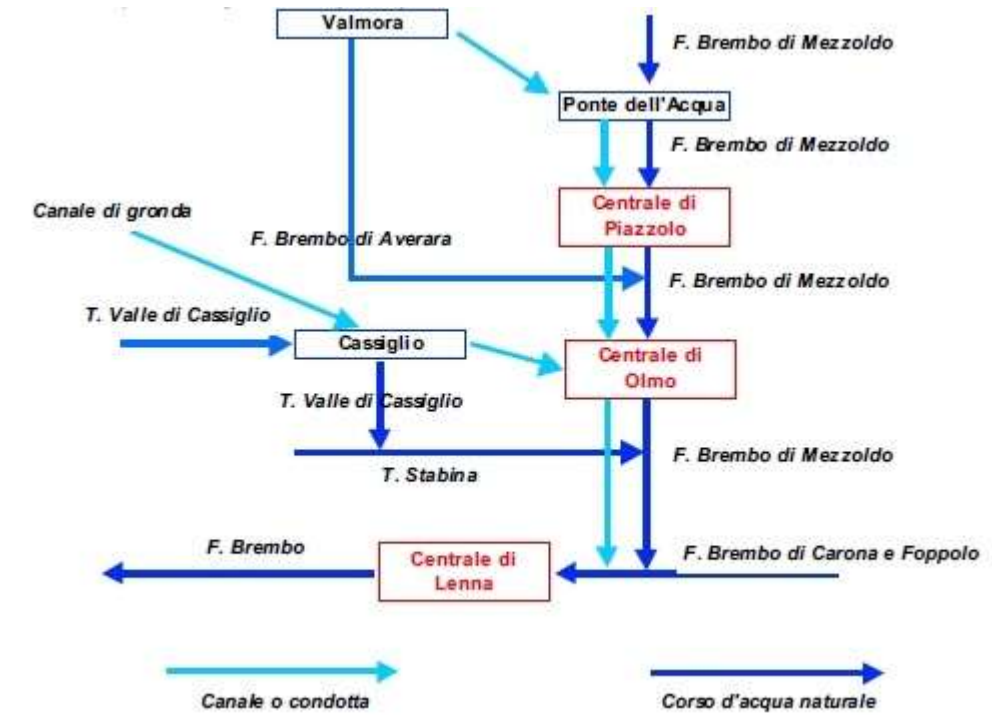 Valmora
F. Brembo di Mezzoldo
Ponte dell'Acqua
F. Brembo di Mezzoldo
Centrale di
Piazzolo
Canale di gronda
F. Brembo di Averara
F. Brembo di Mezzoldo
T. Valle di Cassiglio
Cassiglio
Centrale di
Olmo
T. Valle di Cassiglio
F. Brembo di Mezzoldo
T. Stabina
F. Brembo
Centrale di
Lenna
F. Brembo di Carona e Foppolo
Canale o condotta
Corso d'acqua naturale